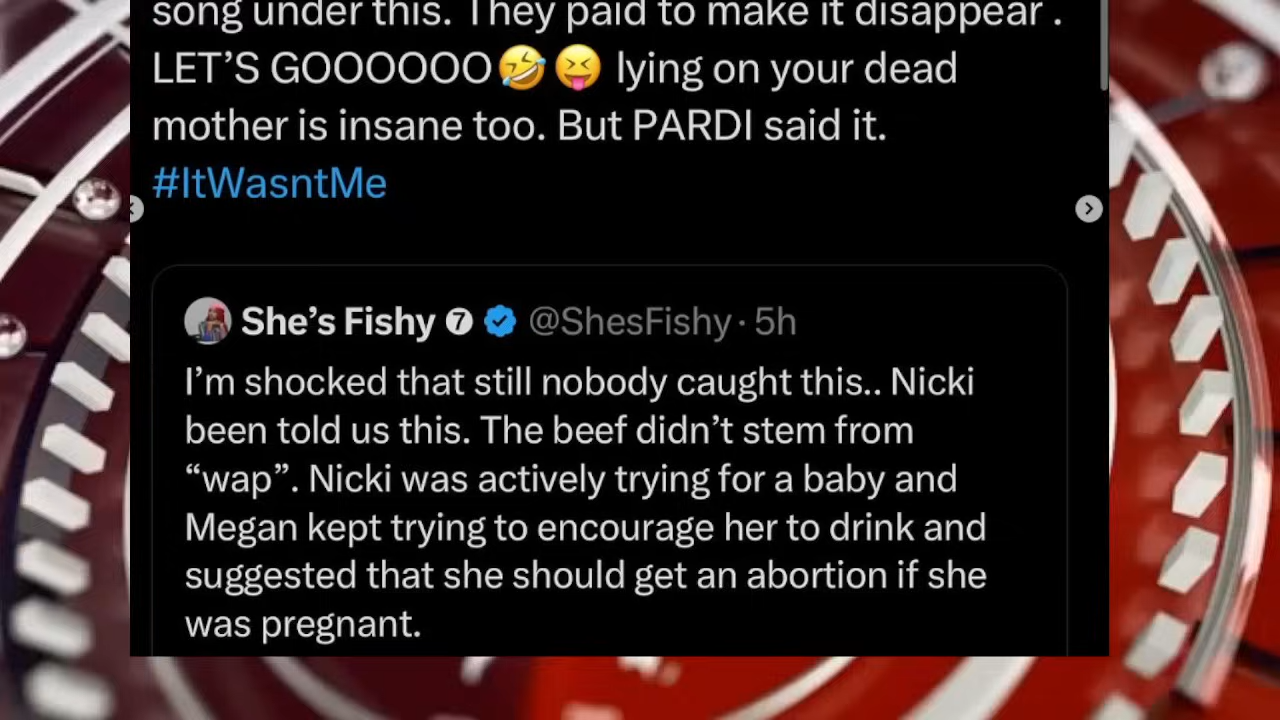 song under this. They paid to make it disappear .
LET’S GOOOOOO🤣😝 lying on your dead
mother is insane too. But PARDI said it.
#ItWasntMe
She’s Fishy 7 @ShesFishy · 5h
I’m shocked that still nobody caught this.. Nicki
been told us this. The beef didn’t stem from
“wap”. Nicki was actively trying for a baby and
Megan kept trying to encourage her to drink and
suggested that she should get an abortion if she
was pregnant.